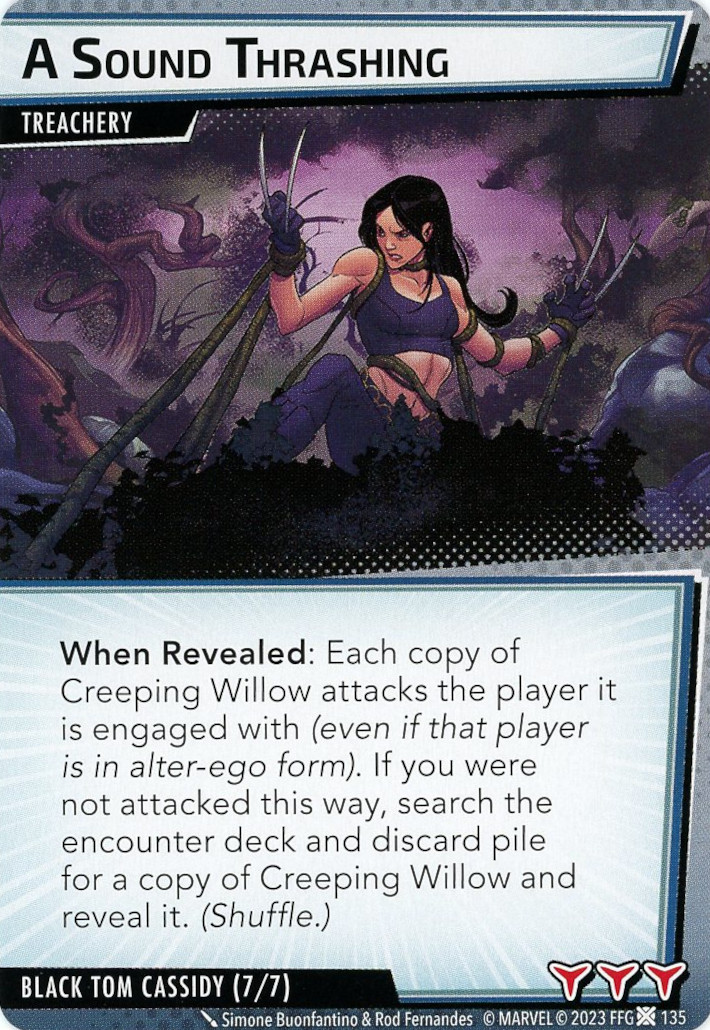 A SOUND THRASHING
TREACHERY
When Revealed: Each copy of
Creeping Willow attacks the player it
is engaged with (even if that player
is in alter-ego form). If you were
not attacked this way, search the
encounter deck and discard pile
for a copy of Creeping Willow and
reveal it. (Shuffle.)
BLACK TOM CASSIDY (7/7)
Simone Buonfantino & Rod Fernandes © MARVEL © 2023 FFG 135